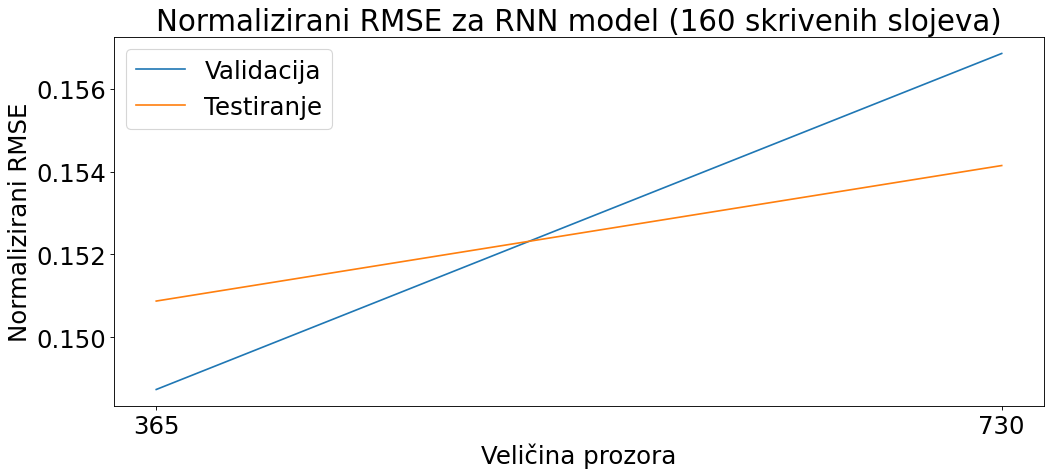 Normalizirani RMSE za RNN model (160 skrivenih slojeva)
Validacija
Testiranje
Normalizirani RMSE
0.156
0.154
0.152
0.150
365
730
Veličina prozora